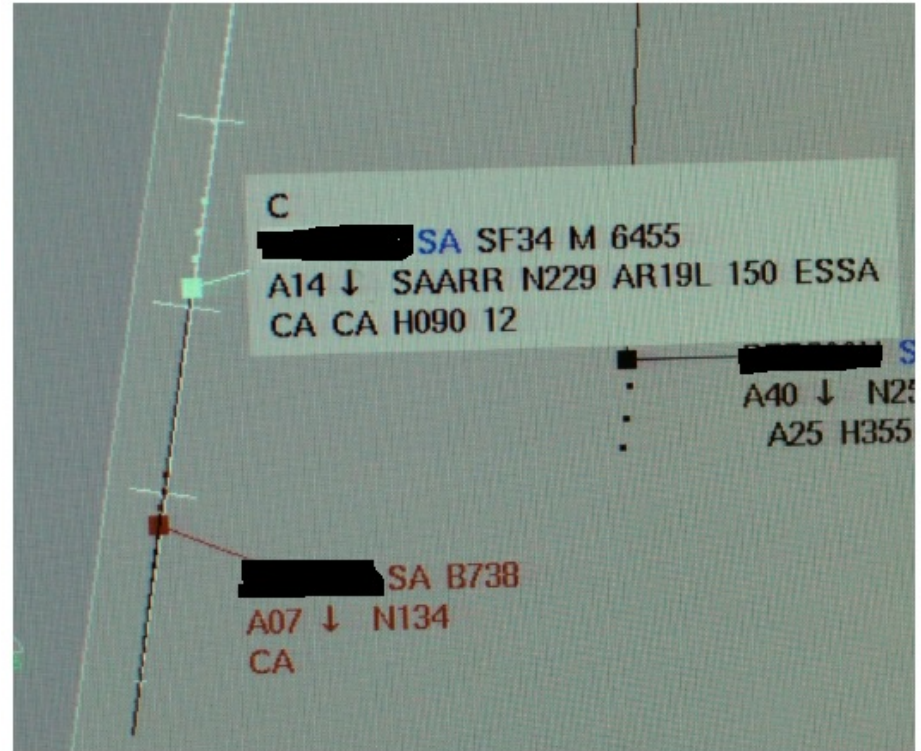 C
SA SF34 M 6455
A14 ↓ SAARR N229 AR19L 150 ESSA
CA CA H090 12
A40 ↓
A25 H355
SA B738
A07 ↓ N134
CA